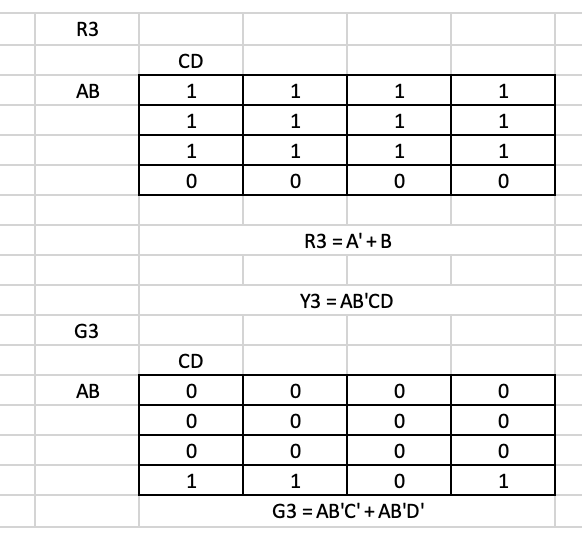 R3
CD
AB 1 1 1 1
1 1 1 1
1 1 1 1
0 0 0 0
R3 = A' + B
Y3 = AB'CD
G3
CD
AB 0 0 0 0
0 0 0 0
0 0 0 0
1 1 0 1
G3 = AB'C' + AB'D'